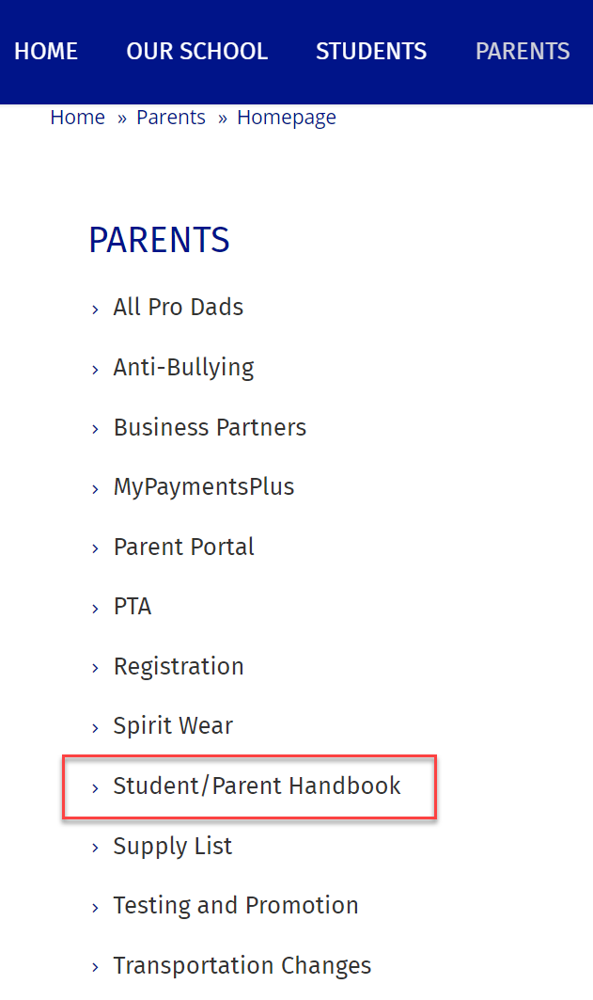 HOME OUR SCHOOL STUDENTS PARENTS
Home » Parents » Homepage
PARENTS
› All Pro Dads
› Anti-Bullying
› Business Partners
› MyPaymentsPlus
› Parent Portal
› PTA
› Registration
› Spirit Wear
› Student/Parent Handbook
› Supply List
› Testing and Promotion
› Transportation Changes